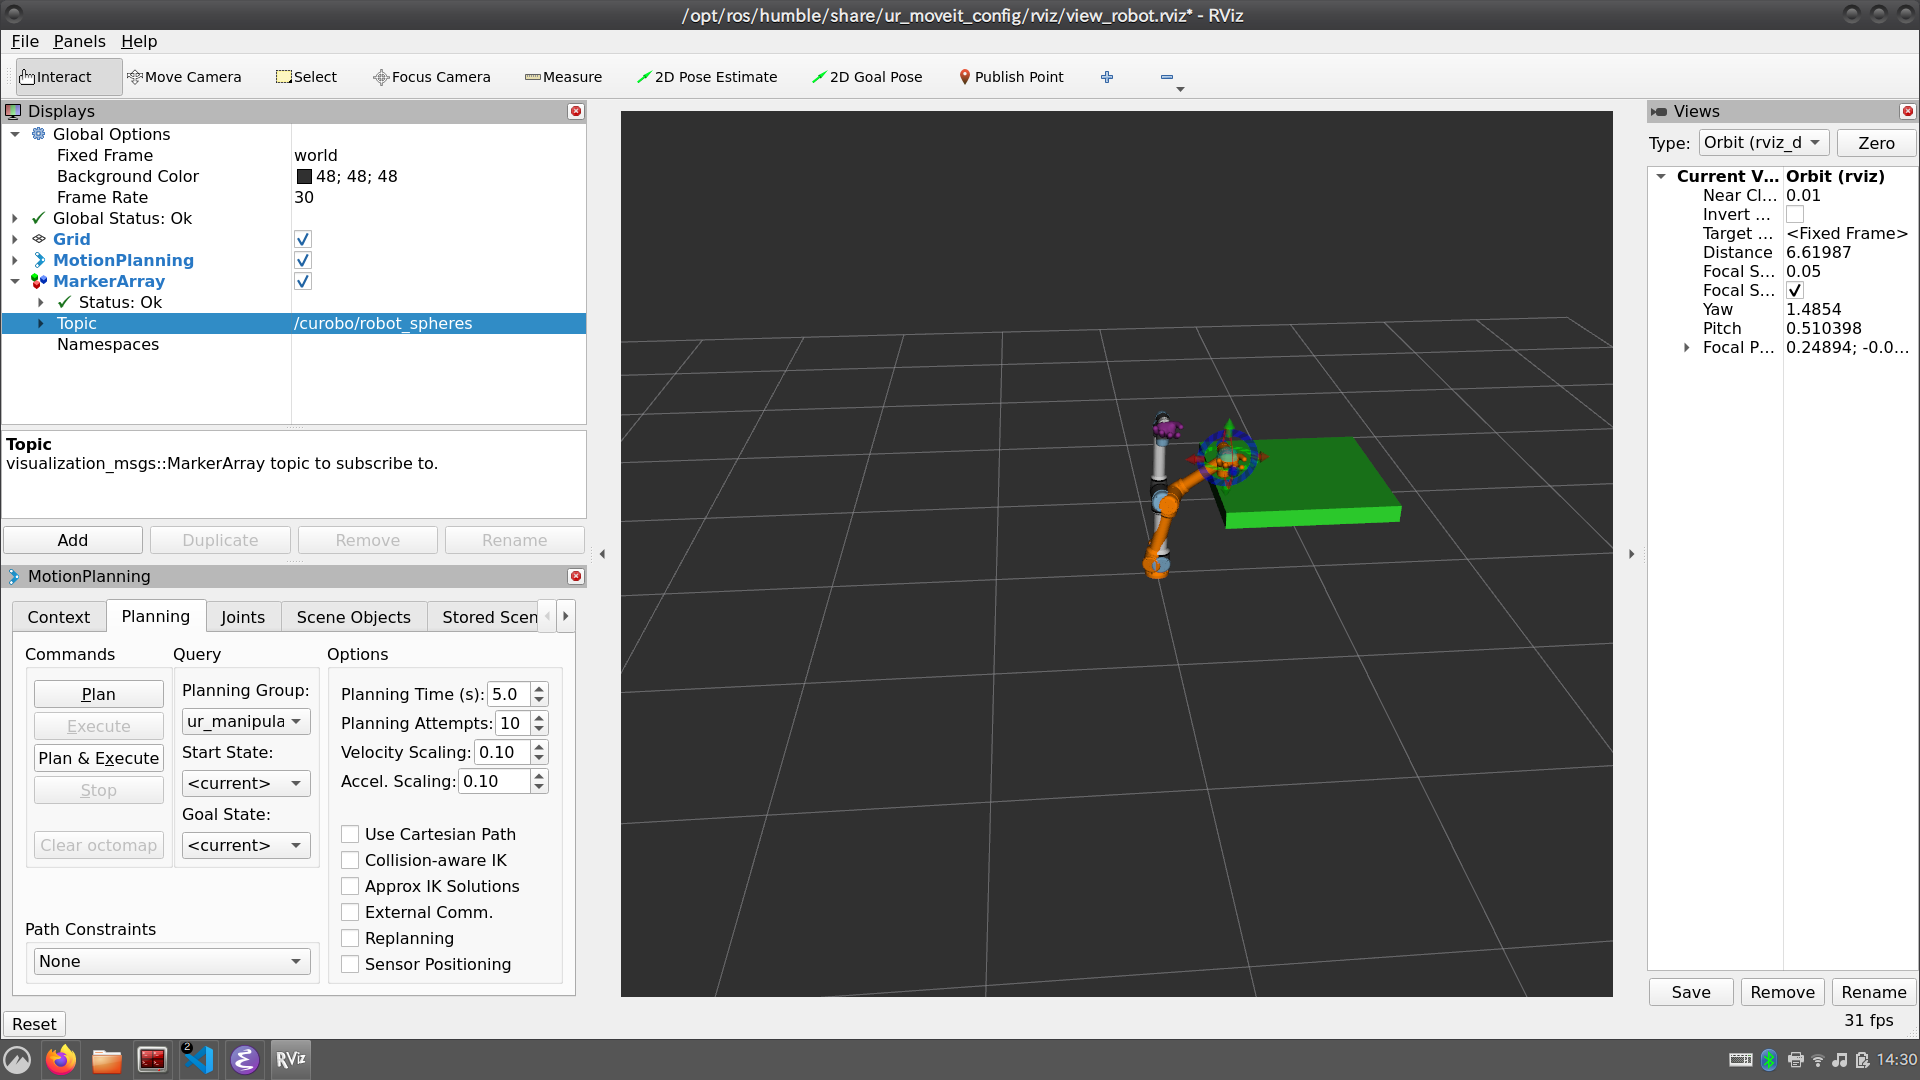 /opt/ros/humble/share/ur_moveit_config/rviz/view_robot.rviz* - RViz
File Panels Help
Interact Move Camera Select Focus Camera Measure 2D Pose Estimate 2D Goal Pose Publish Point
Displays
Global Options
Fixed Frame world
Background Color 48; 48; 48
Frame Rate 30
Global Status: Ok
Grid
MotionPlanning
MarkerArray
Status: Ok
Topic /curobo/robot_spheres
Namespaces
Topic
visualization_msgs::MarkerArray topic to subscribe to.
Add Duplicate Remove Rename
MotionPlanning
Context Planning Joints Scene Objects Stored Scen
Commands Query Options
Plan
Execute
Plan & Execute
Stop
Clear octomap
Planning Group:
ur_manipula
Start State:
<current>
Goal State:
<current>
Planning Time (s): 5.0
Planning Attempts: 10
Velocity Scaling: 0.10
Accel. Scaling: 0.10
Use Cartesian Path
Collision-aware IK
Approx IK Solutions
External Comm.
Replanning
Sensor Positioning
Path Constraints
None
Reset
Views
Type: Orbit (rviz_d Zero
Current V... Orbit (rviz)
Near Cl... 0.01
Invert ...
Target ... <Fixed Frame>
Distance 6.61987
Focal S... 0.05
Focal S...
Yaw 1.4854
Pitch 0.510398
Focal P... 0.24894; -0.0...
Save Remove Rename
31 fps
2
RViz
14:30